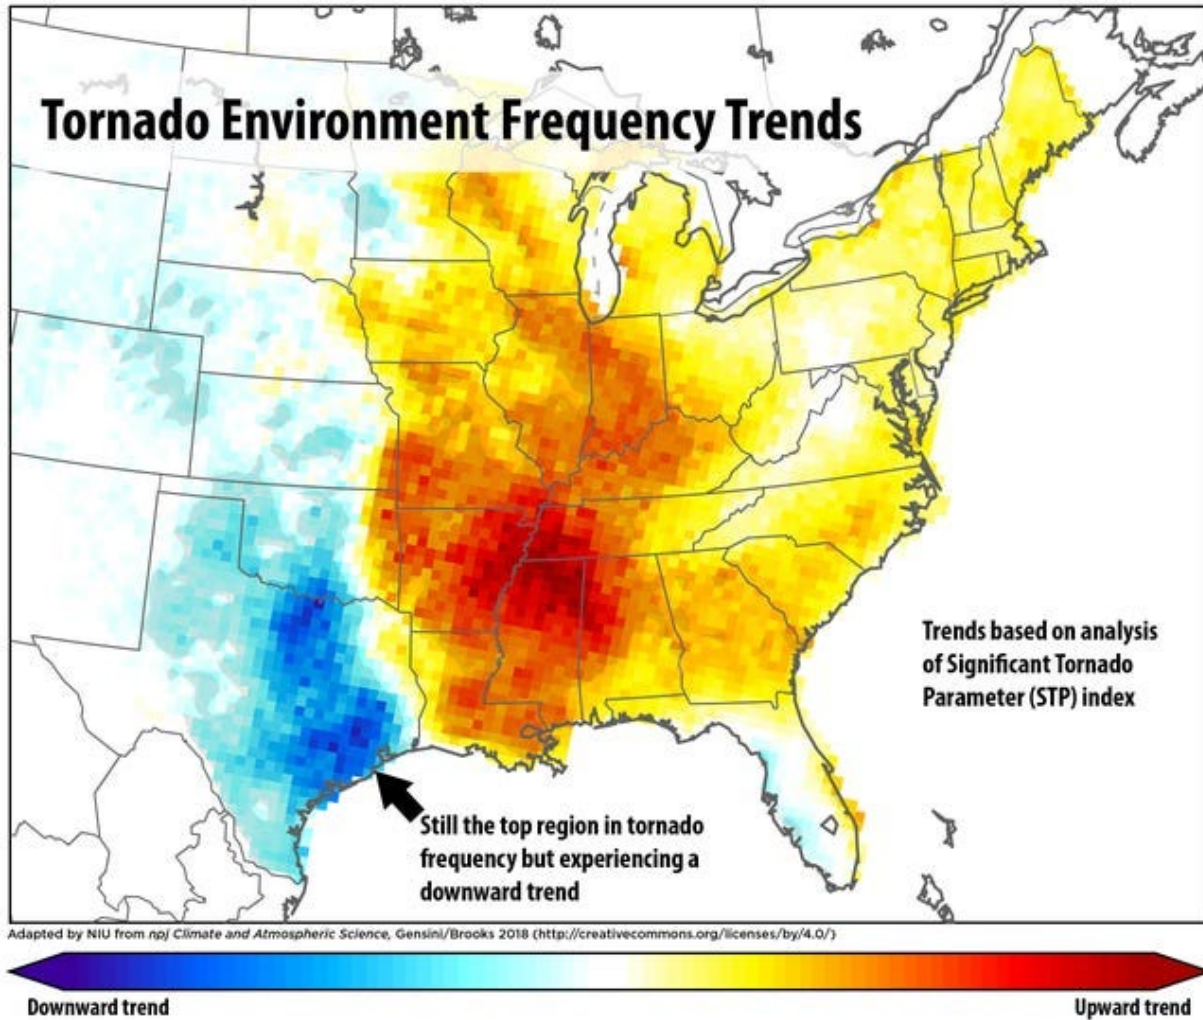 Tornado Environment Frequency Trends
Trends based on analysis
of Significant Tornado
Parameter (STP) index
Still the top region in tornado
frequency but experiencing a
downward trend
Adapted by NIU from npj Climate and Atmospheric Science, Gensini/Brooks 2018 (http://creativecommons.org/licenses/by/4.0/)
Downward trend
Upward trend